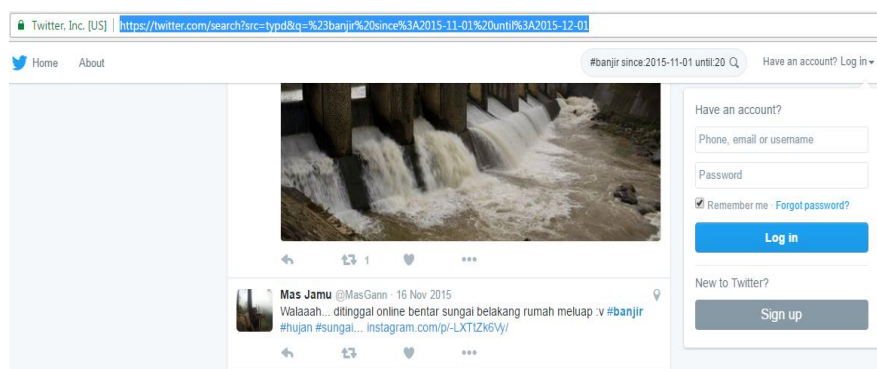 Twitter, Inc. [US] https://twitter.com/search?src=typd&q=%23banjir%20since%3A2015-11-01%20until%3A2015-12-01
Home About #banjir since:2015-11-01 until:20 Have an account? Log in
Have an account?
Phone, email or username
Password
Remember me · Forgot password?
Log in
New to Twitter?
Sign up
1
Mas Jamu @MasGann · 16 Nov 2015
Walaaah... ditinggal online bentar sungai belakang rumah meluap :v #banjir
#hujan #sungai... instagram.com/p/-LXTtZk6Vy/